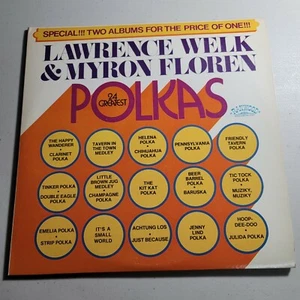 SPECIAL!!! TWO ALBUMS FOR THE PRICE OF ONE!!!
LAWRENCE WELK
& MYRON FLOREN
24 GREATEST
POLKAS
THE HAPPY
WANDERER
•
CLARINET
POLKA
TAVERN IN
THE TOWN
MEDLEY
HELENA
POLKA
•
CHIHUAHUA
POLKA
PENNSYLVANIA
POLKA
FRIENDLY
TAVERN
POLKA
TINKER POLKA
•
DOUBLE EAGLE
POLKA
LITTLE
BROWN JUG
MEDLEY
•
CHAMPAGNE
POLKA
THE
KIT KAT
POLKA
BEER
BARREL
POLKA
•
BARUSKA
TIC TOCK
POLKA
•
MUZIKY,
MUZIKY
EMELIA POLKA
•
STRIP POLKA
IT'S A
SMALL
WORLD
ACHTUNG LOS
•
JUST BECAUSE
JENNY
LIND
POLKA
HOOP-
DEE-DOO
•
JULIDA POLKA